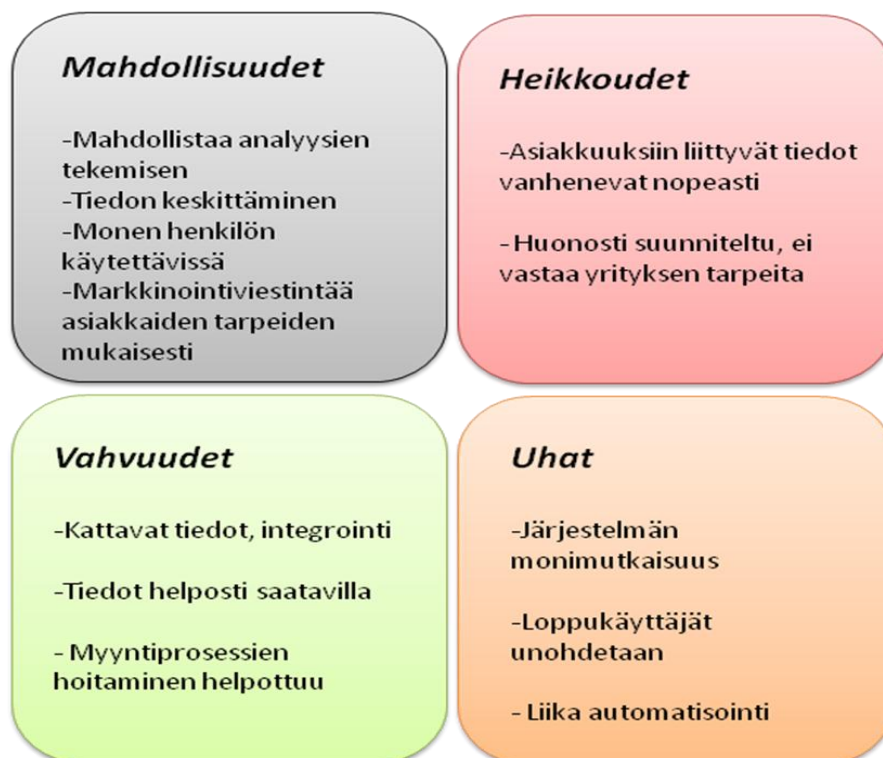 Mahdollisuudet
-Mahdollistaa analyysien
tekemisen
-Tiedon keskittäminen
-Monen henkilön
käytettävissä
-Markkinointiviestintää
asiakkaiden tarpeiden
mukaisesti
Heikkoudet
-Asiakkuuksiin liittyvät tiedot
vanhenevat nopeasti
- Huonosti suunniteltu, ei
vastaa yrityksen tarpeita
Vahvuudet
-Kattavat tiedot, integrointi
-Tiedot helposti saatavilla
- Myyntiprosessien
hoitaminen helpottuu
Uhat
-Järjestelmän
monimutkaisuus
-Loppukäyttäjät
unohdetaan
- Liika automatisointi